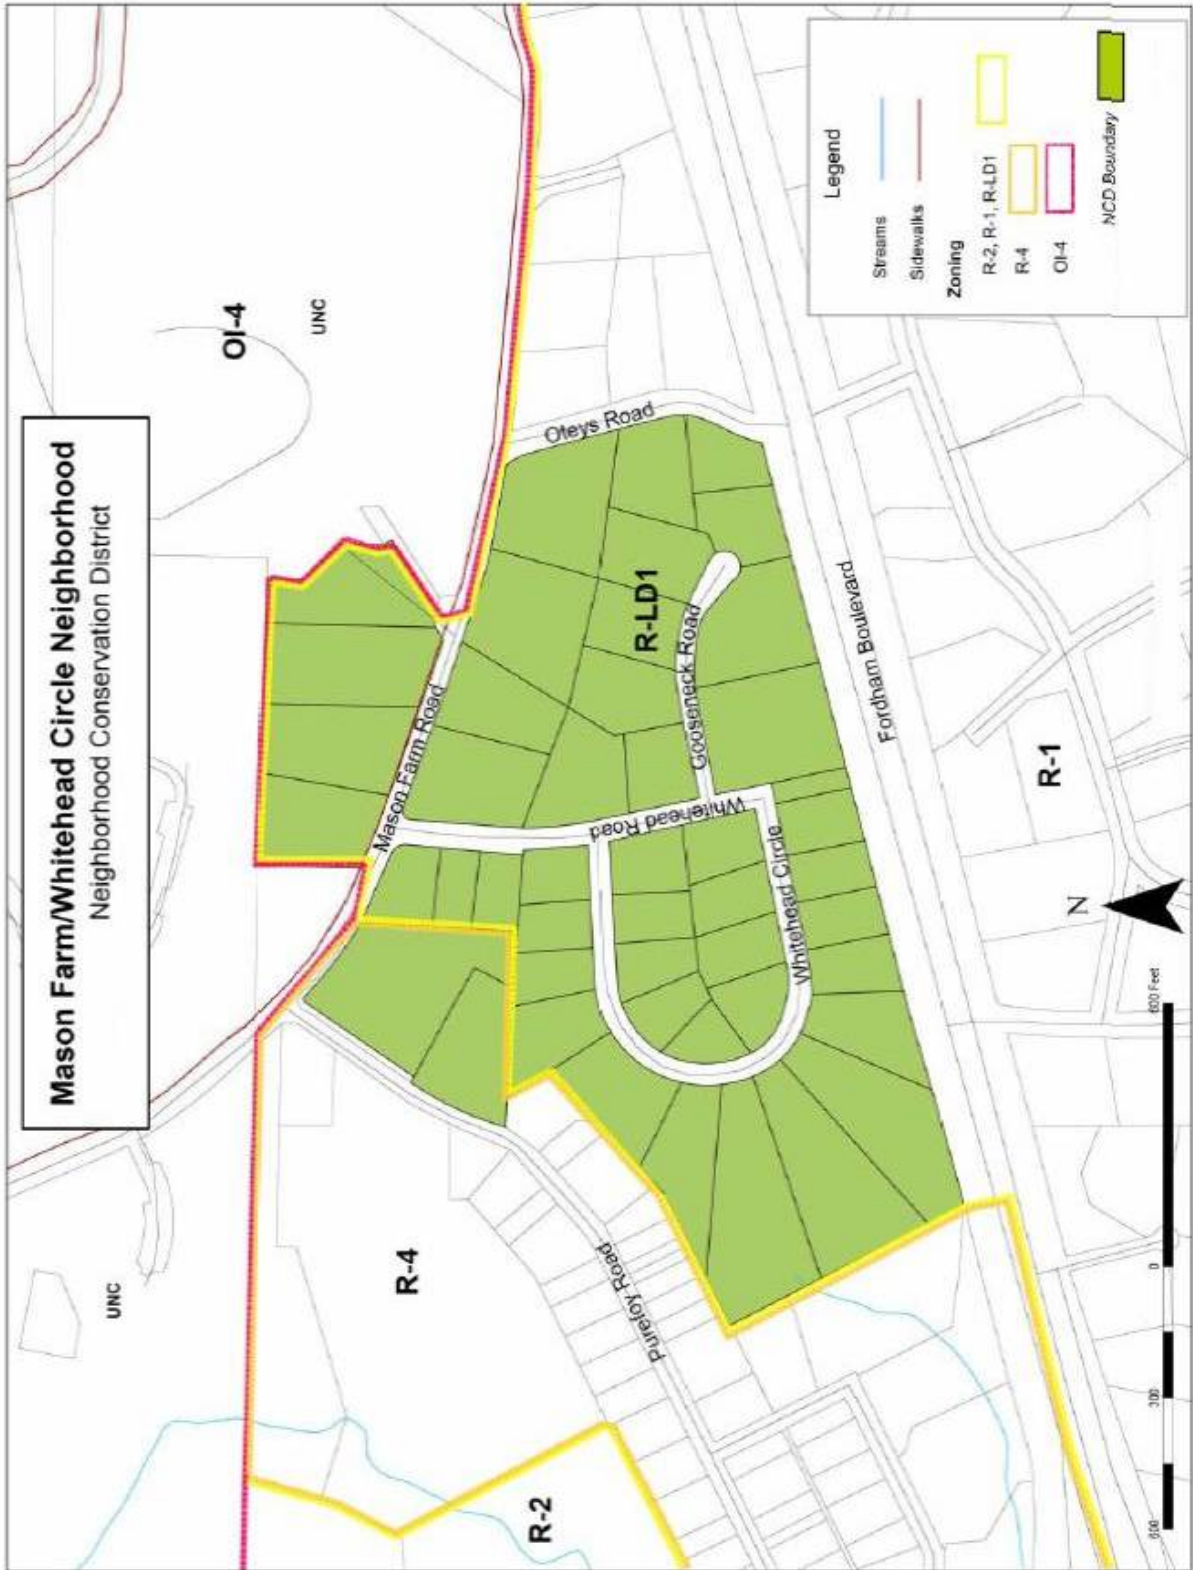 Mason Farm/Whitehead Circle Neighborhood
Neighborhood Conservation District
UNC
OI-4
UNC
R-4
R-2
R-LD1
R-1
Mason Farm Road
Oteys Road
Gooseneck Road
Whitehead Road
Whitehead Circle
Purefoy Road
Fordham Boulevard
Legend
Streams
Sidewalks
Zoning
R-2, R-1, R-LD1
R-4
OI-4
NCD Boundary
N
600 300 0 600 Feet